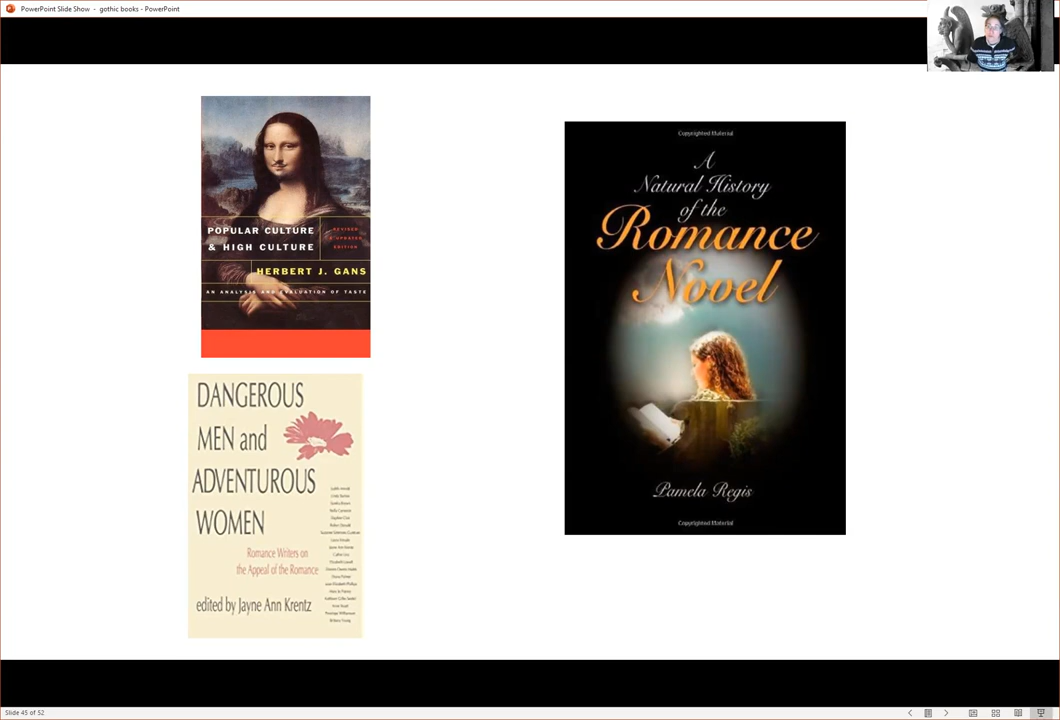 PowerPoint Slide Show - gothic books - PowerPoint
POPULAR CULTURE
& HIGH CULTURE
REVISED
& UPDATED
EDITION
HERBERT J. GANS
AN ANALYSIS AND EVALUATION OF TASTE
DANGEROUS
MEN and
ADVENTUROUS
WOMEN
Romance Writers on
the Appeal of the Romance
edited by Jayne Ann Krentz
Copyrighted Material
A
Natural History
of the
Romance
Novel
Pamela Regis
Copyrighted Material
Slide 45 of 52